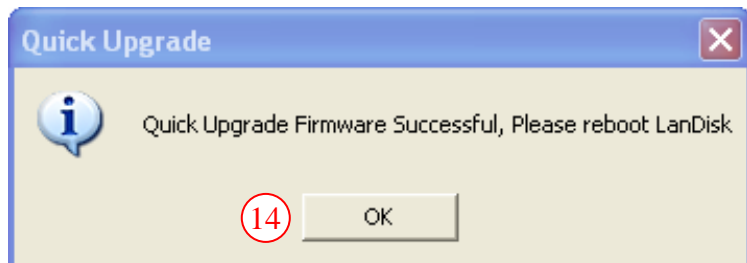 Quick Upgrade
Quick Upgrade Firmware Successful, Please reboot LanDisk
14 OK